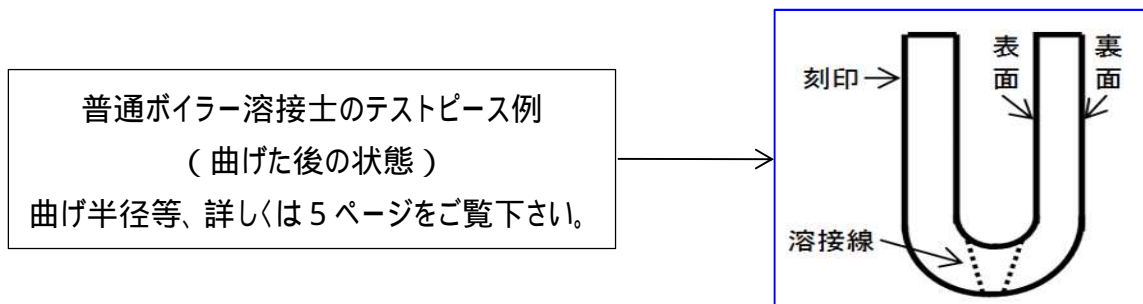 普通ボイラー溶接士のテストピース例
(曲げた後の状態)
曲げ半径等、詳しくは5ページをご覧下さい。
刻印
表面
裏面
溶接線